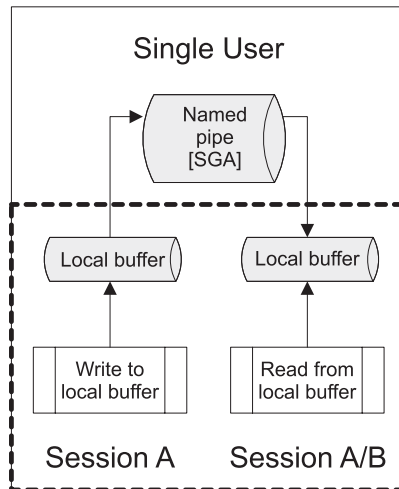 Single User
Named
pipe
[SGA]
Local buffer
Local buffer
Write to
local buffer
Read from
local buffer
Session A
Session A/B